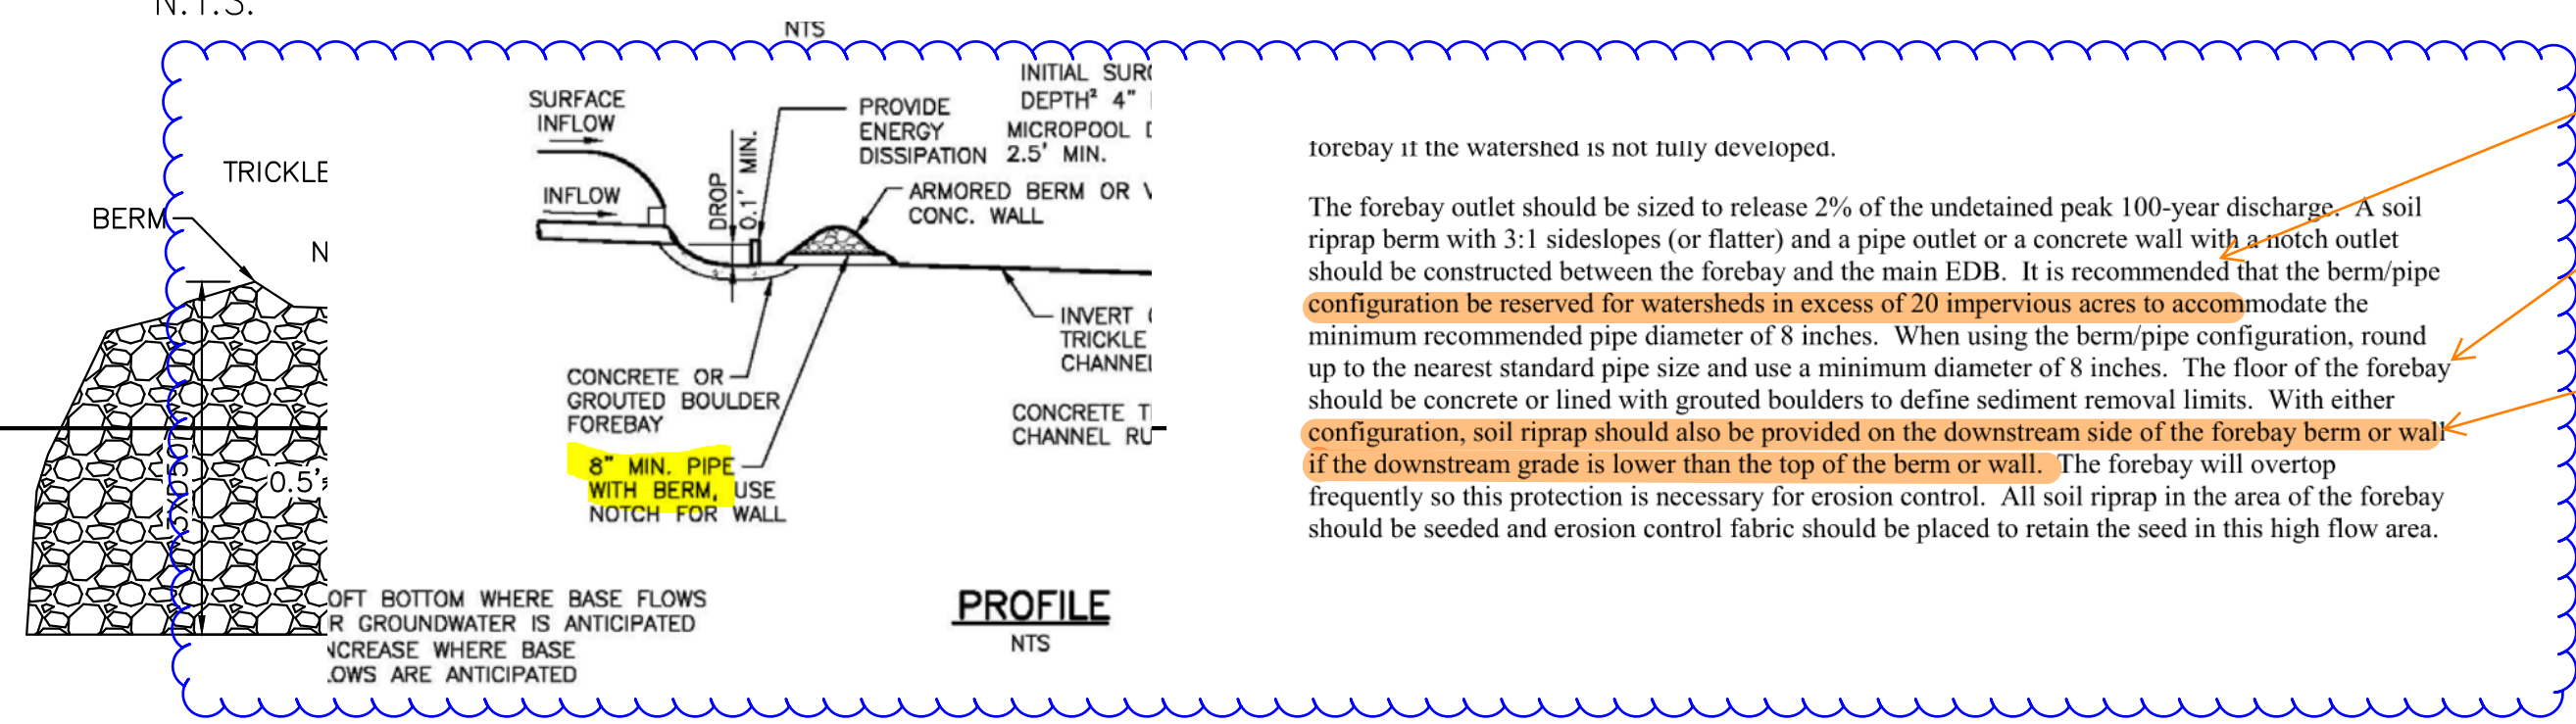 N.T.S.
NTS
TRICKLE
BERM
N
0.5'
SURFACE
INFLOW
INFLOW
DROP
0.1' MIN.
PROVIDE
ENERGY
DISSIPATION
INITIAL SUR
DEPTH² 4"
MICROPOOL
2.5' MIN.
ARMORED BERM OR
CONC. WALL
INVERT
TRICKLE
CHANNEL
CONCRETE OR
GROUTED BOULDER
FOREBAY
CONCRETE T
CHANNEL RU
8" MIN. PIPE
WITH BERM, USE
NOTCH FOR WALL
OFT BOTTOM WHERE BASE FLOWS
R GROUNDWATER IS ANTICIPATED
NCREASE WHERE BASE
LOWS ARE ANTICIPATED
PROFILE
NTS
forebay if the watershed is not fully developed.
The forebay outlet should be sized to release 2% of the undetained peak 100-year discharge. A soil
riprap berm with 3:1 sideslopes (or flatter) and a pipe outlet or a concrete wall with a notch outlet
should be constructed between the forebay and the main EDB. It is recommended that the berm/pipe
configuration be reserved for watersheds in excess of 20 impervious acres to accommodate the
minimum recommended pipe diameter of 8 inches. When using the berm/pipe configuration, round
up to the nearest standard pipe size and use a minimum diameter of 8 inches. The floor of the forebay
should be concrete or lined with grouted boulders to define sediment removal limits. With either
configuration, soil riprap should also be provided on the downstream side of the forebay berm or wall
if the downstream grade is lower than the top of the berm or wall. The forebay will overtop
frequently so this protection is necessary for erosion control. All soil riprap in the area of the forebay
should be seeded and erosion control fabric should be placed to retain the seed in this high flow area.